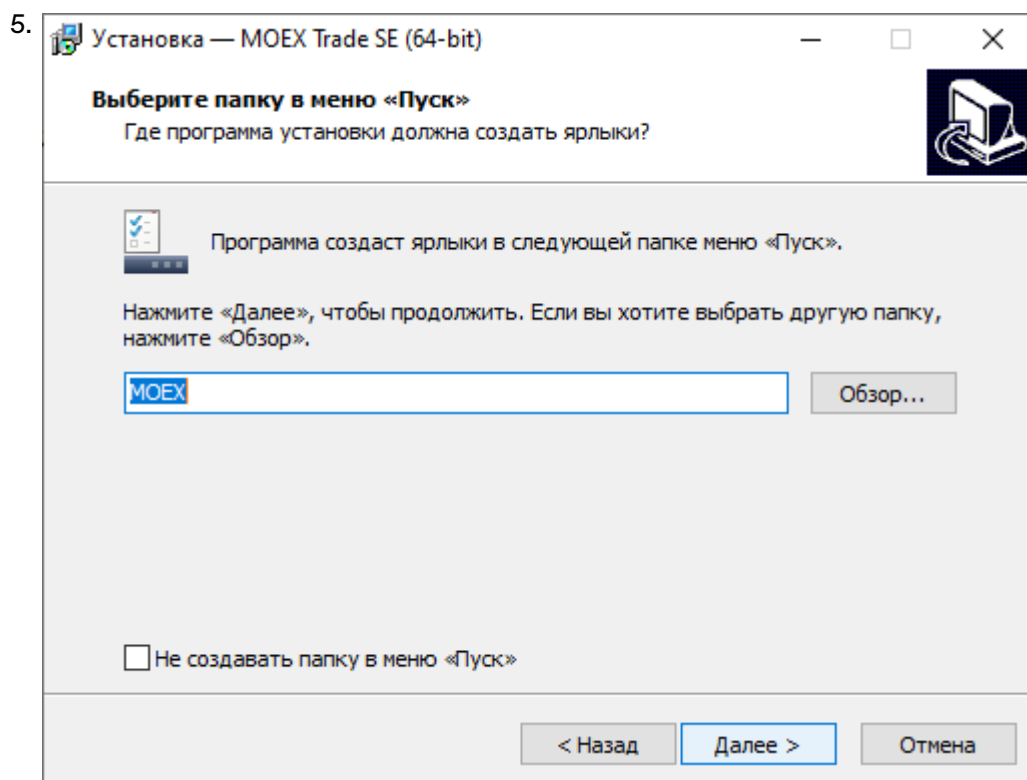 5.
Установка — MOEX Trade SE (64-bit)
Выберите папку в меню «Пуск»
Где программа установки должна создать ярлыки?
Программа создаст ярлыки в следующей папке меню «Пуск».
Нажмите «Далее», чтобы продолжить. Если вы хотите выбрать другую папку,
нажмите «Обзор».
MOEX
Обзор...
Не создавать папку в меню «Пуск»
< Назад
Далее >
Отмена